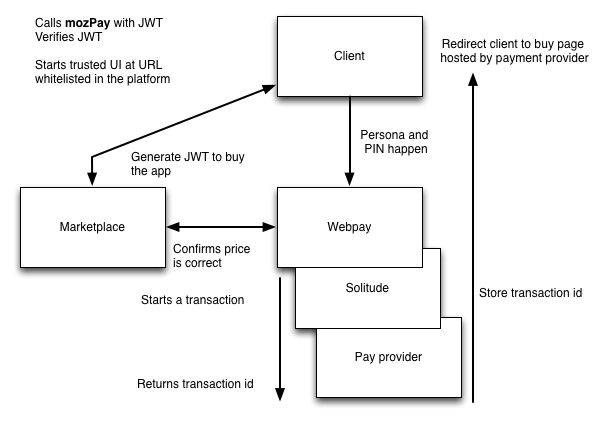 Calls mozPay with JWT
Verifies JWT
Starts trusted UI at URL
whitelisted in the platform
Client
Redirect client to buy page
hosted by payment provider
Persona and
PIN happen
Generate JWT to buy
the app
Marketplace
Webpay
Confirms price
is correct
Solitude
Starts a transaction
Store transaction id
Pay provider
Returns transaction id